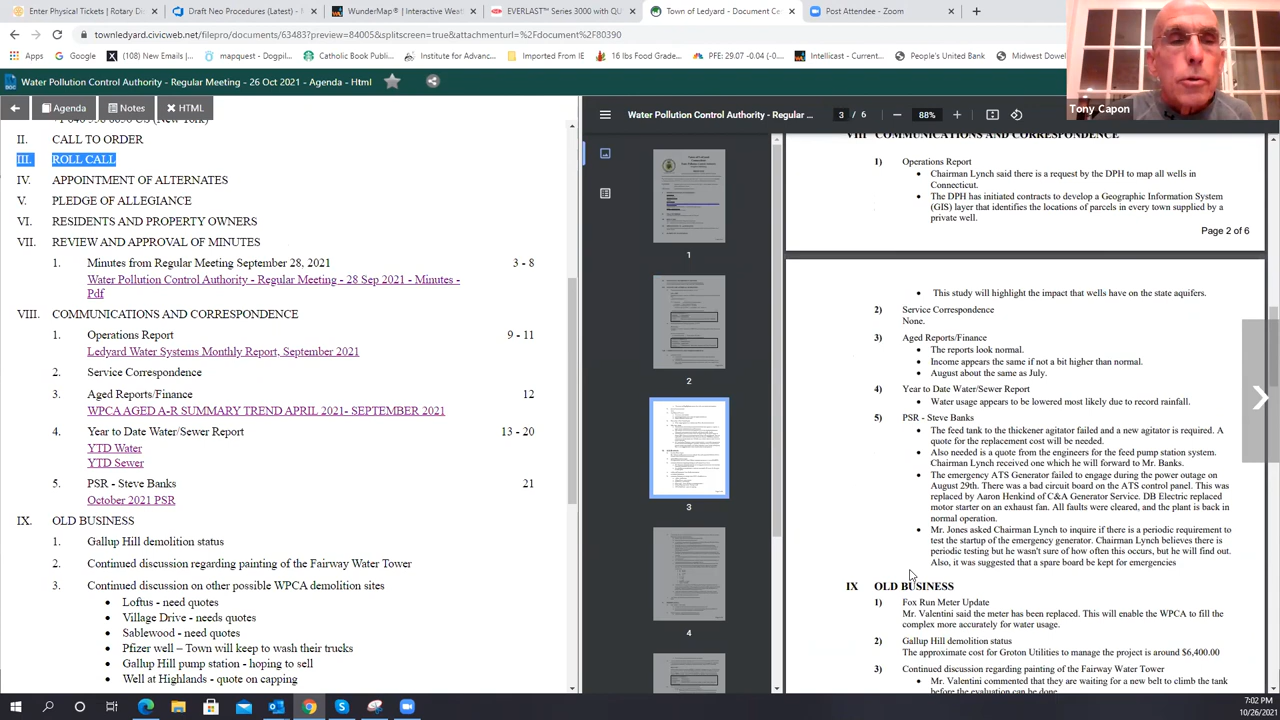 Enter Physical Tickets | Rotary D
Draft Neo Procedures (Latest) - F
WunderMap® | Interactive Weath
EVERLAST™ Series 3000 with QU
Town of Ledyard - CivicWeb
Post Attendee - Zoom
townofledyard.civicweb.net/filepro/documents/63483?preview=84005&splitscreen=true&attachmenturl=%2Fdocument%2F80390
Apps
(108) New Emails |
mapquest - Dogpil...
Institute for Advanc...
Imported From IE
16 lbs Food Grade...
PSE: 29.07 -0.04 (-0...
Intellicast - Current...
People's United Bank
Midwest Dowel
Water Pollution Control Authority - Regular Meeting - 26 Oct 2021 - Agenda - Html
Tony Capon
Agenda
Notes
HTML
Water Pollution Control Authority - Regular ...
3 / 6
88%
(New York)
II. CALL TO ORDER
III. ROLL CALL
APPOINTMENT OF ALTERNATES
V. PLEDGE OF ALLEGIANCE
RESIDENTS AND PROPERTY OWNERS
REVIEW AND APROVAL OF MINUTES
1. Minutes from Regular Meeting September 28, 2021 3 - 8
Water Pollution Control Authority - Regular Meeting - 28 Sep 2021 - Minutes -
Pdf
COMMUNICATIONS AND CORRESPONDENCE
1. Operations Report 9 - 11
Ledyard Water Systems Monthly Report, September 2021
2. Service Correspondence
3. Aged Reports/Finance 12
WPCA AGED A-R SUMMARY TREND APRIL 2021- SEPTEMBER 2021
4. Year to Date Water/Sewer Report 13 - 20
YTD Water
YTD Sewer
5. PSR - Steve Banks 21
October 2021 PSR
IX. OLD BUSINESS
1. Gallup Hill demolition status
2. Continued discussion regarding painting of the Fairway Water Tower
3. Continued discussion on other possible WPCA demolition sites
• Loftus - need quotes
• Village Drive - needs quotes
• Sablewood - need quotes
• Pfizer well – Town will keep to wash their trucks
• Gallup Hill pump station - hoping to sell
• Well at Highlands - quote on capping
1
2
3
4
VIII COMMUNICATIONS AND CORRESPONDENCE
1) Operations Report
• Chairman Lynch said there is a request by the DPH to map all wells in
Connecticut.
• The DPH has initiated contracts to develop a Geographic Information System
(GIS) layer that identifies the locations of parcels in every town supplied by a
private well.
Page 2 of 6
• This study will highlight the impact that wells have on the state aquifers.
2) Service Correspondence
None.
3) Aged Reports/Finance
• The reports look normal.
• Income appears the same if not a bit higher than normal.
• August about the same as July.
4) Year to Date Water/Sewer Report
• Water usage appears to be lowered most likely due to record rainfall.
5) PSR - Steve Banks
• The feed tank to the thickener agitator failed and a new agitator is required. A
quote for the replacement cost will be needed.
• Also needed is a quote from the engineers for the feed pump station system.
Chairman Lynch received one which he will forward to Mr. Banks.
• The emergency ATS Generator failed to engage during the power outage on
August 29th. There was a bad circuit board on the ATS control panel. This was
replaced by Aaron Henkind of C&A Generator Service. DB Electric replaced
motor starter on an exhaust fan. All faults were cleared, and the plant is back in
normal operation.
• Mr. Jones asked Chairman Lynch to inquire if there is a periodic requirement to
test the startup of the emergency generator. Chairman Lynch believes there is
periodic testing but he wasn't sure of how often this occurs, but he will find out.
Also, it was suggested that a spare board be kept for emergencies
IX OLD BUSINESS
1) Fox Run Meter Update
Mr. Valentini said the meter has been replaced. This will enable the WPCA to fill the
complex more accurately for water usage.
2) Gallup Hill demolition status
The approximate cost for Groton Utilities to manage the project is around $6,400.00
3) Continued discussion regarding painting of the Fairway Water Tower
• Mr. Valentini commented that they are waiting for a new belt to climb the tank
before the evaluation can be done.
7:02 PM
10/26/2021